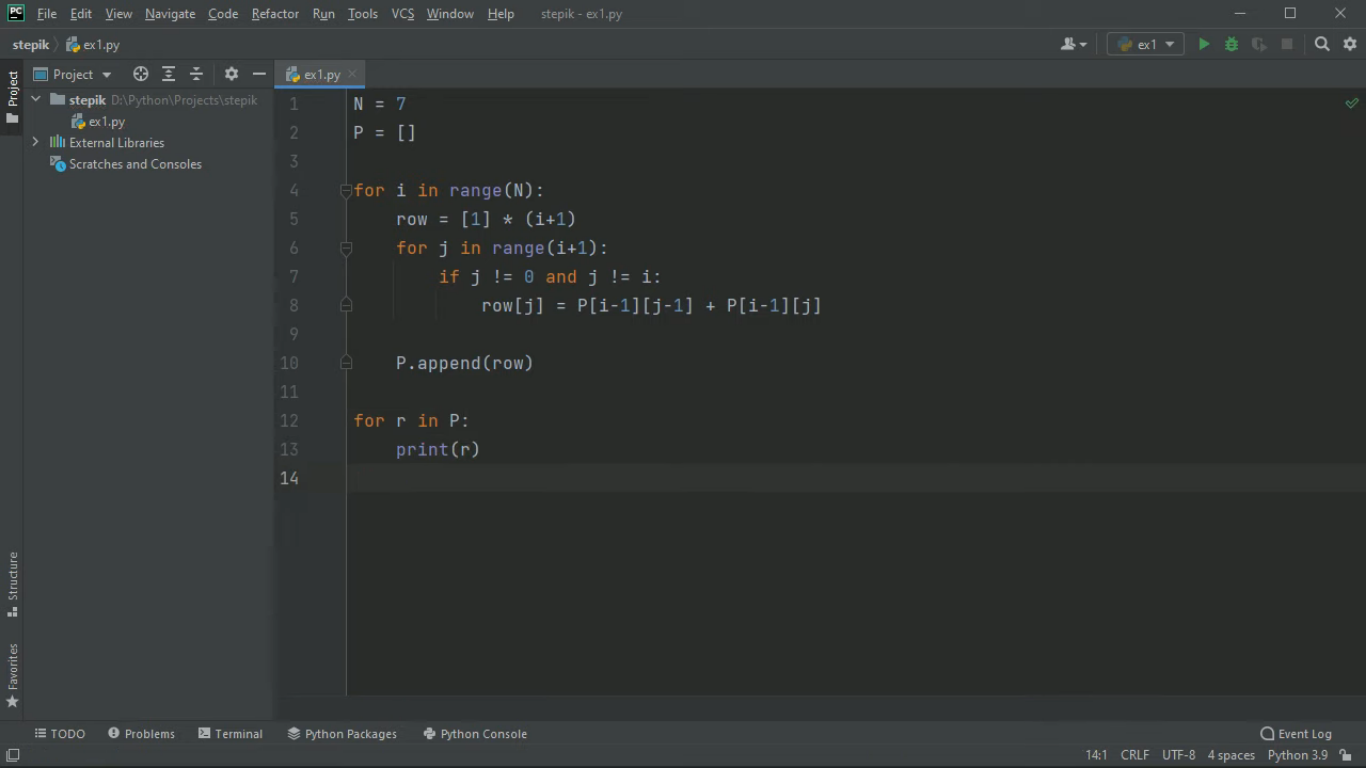 PC File Edit View Navigate Code Refactor Run Tools VCS Window Help stepik - ex1.py
stepik ex1.py ex1
Project
Project
ex1.py
stepik D:\Python\Projects\stepik
ex1.py
External Libraries
Scratches and Consoles
Structure
Favorites
1 N = 7
2 P = []
3
4 for i in range(N):
5 row = [1] * (i+1)
6 for j in range(i+1):
7 if j != 0 and j != i:
8 row[j] = P[i-1][j-1] + P[i-1][j]
9
10 P.append(row)
11
12 for r in P:
13 print(r)
14
TODO Problems Terminal Python Packages Python Console Event Log
14:1 CRLF UTF-8 4 spaces Python 3.9